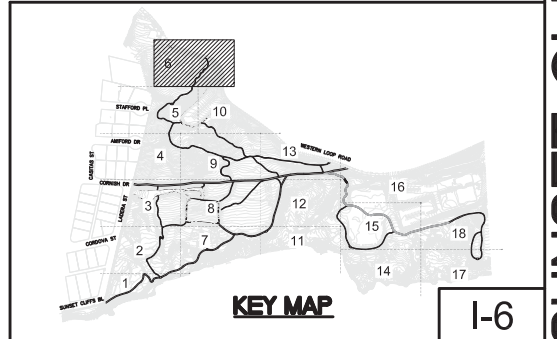 6
STAFFORD PL
5
10
AMIFORD DR
4
9
13
WESTERN LOOP ROAD
CASITAS ST
CORNISH DR
16
3
LADERA ST
8
12
15
18
CORDOVA ST
2
7
11
14
17
1
SUNSET CLIFFS BL
KEY MAP
I-6